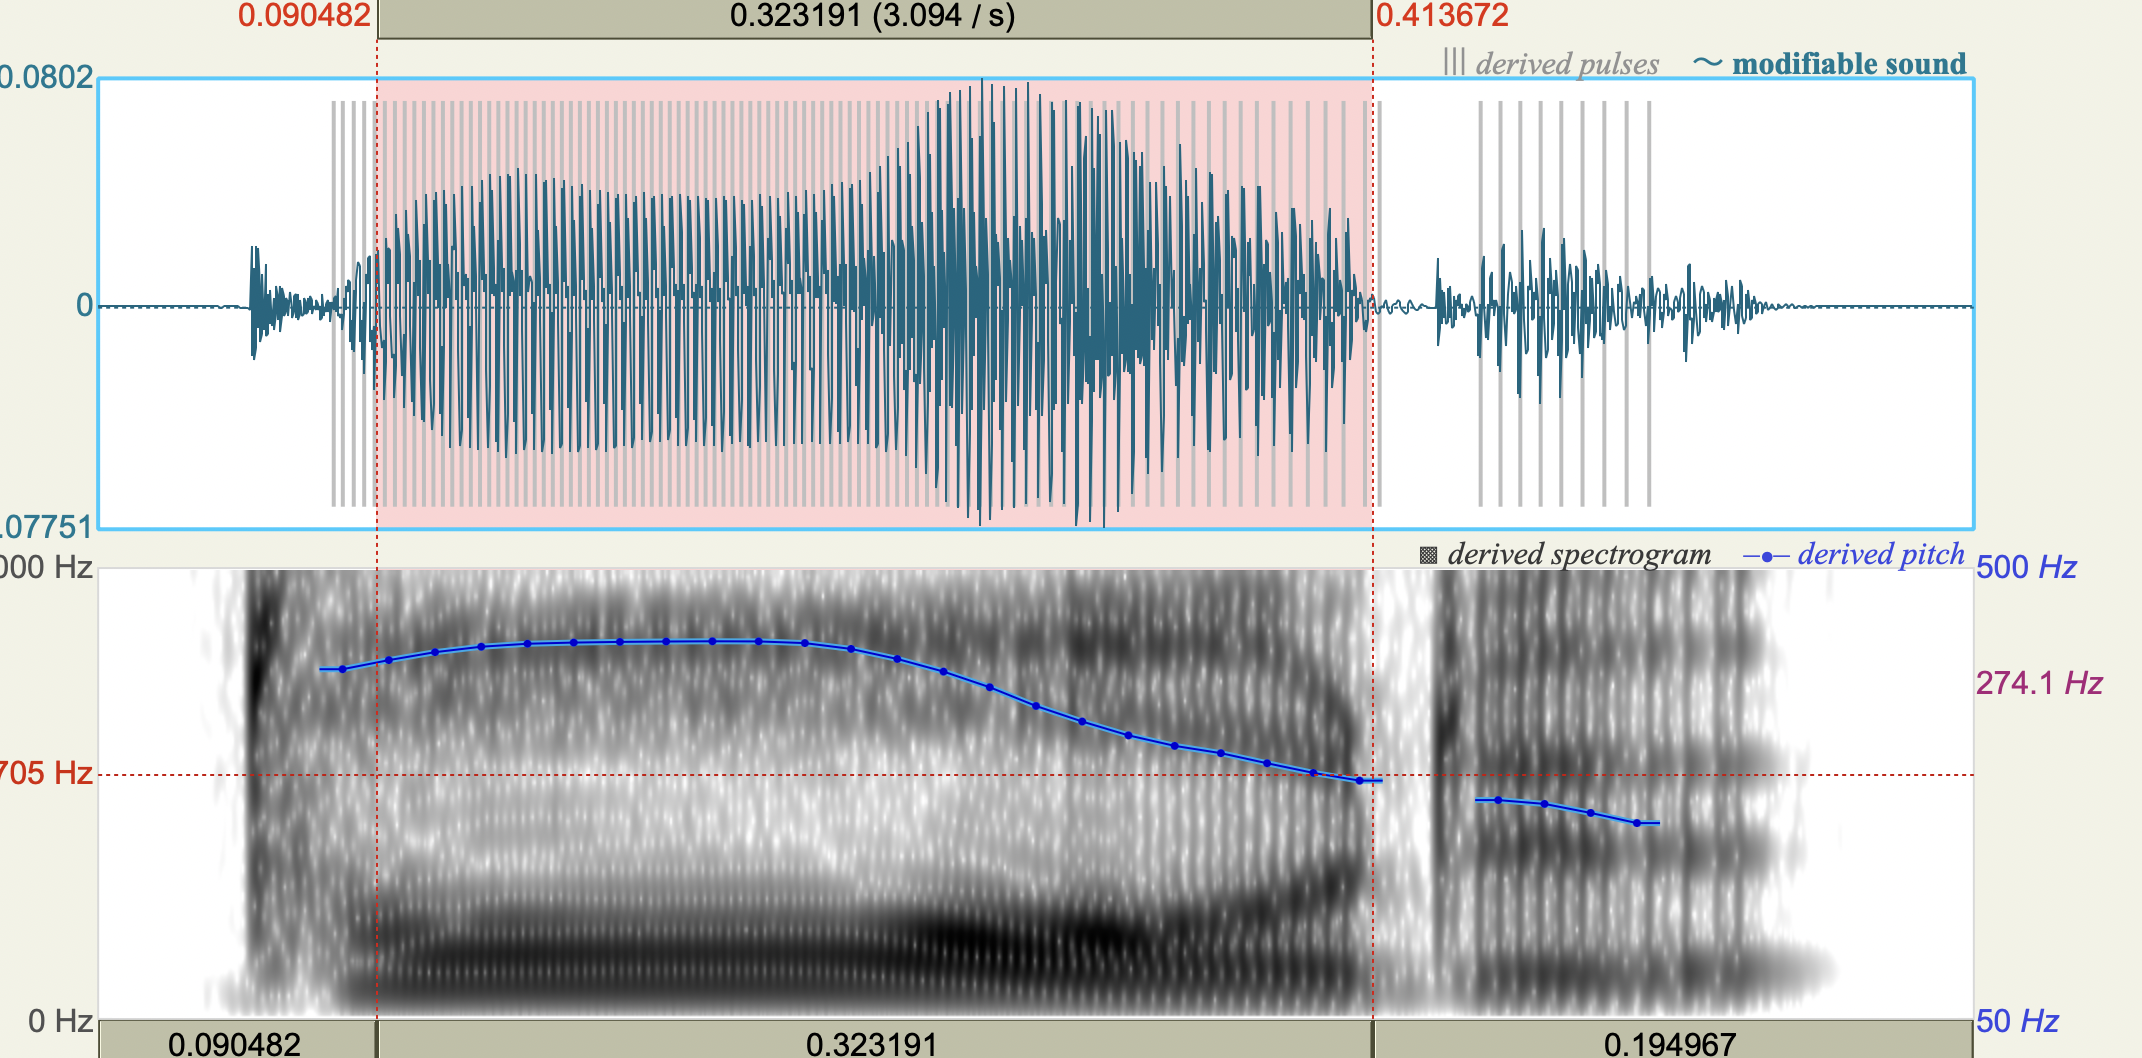 0.090482 0.323191 (3.094 / s) 0.413672
derived pulses modifiable sound
0.0802
0
.07751
000 Hz derived spectrogram derived pitch 500 Hz
274.1 Hz
705 Hz
0 Hz 50 Hz
0.090482 0.323191 0.194967